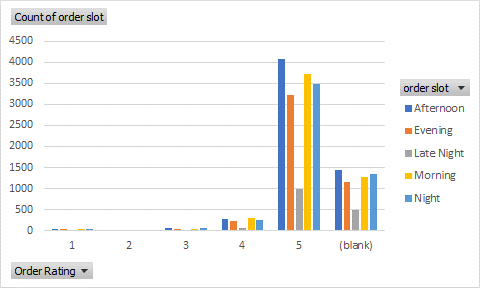 Count of order slot
4500
4000
3500
3000
2500
2000
1500
1000
500
0
1 2 3 4 5 (blank)
order slot
Afternoon
Evening
Late Night
Morning
Night
Order Rating